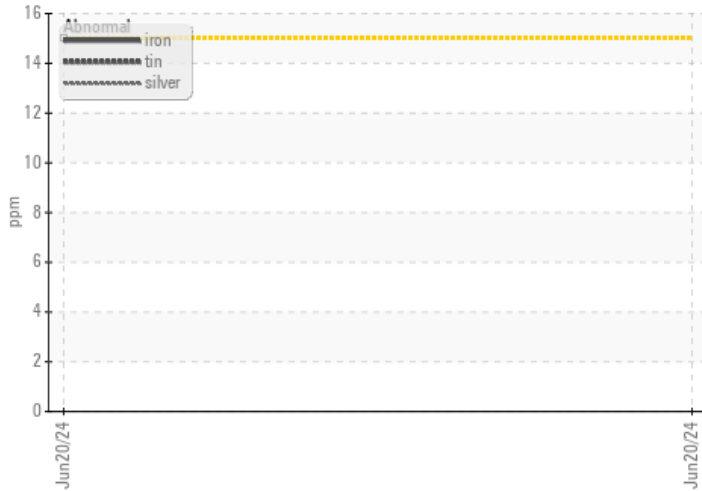 16
Abnormal
iron
14
tin
silver
12
10
ppm
8
6
4
2
0
Jun20/24
Jun20/24